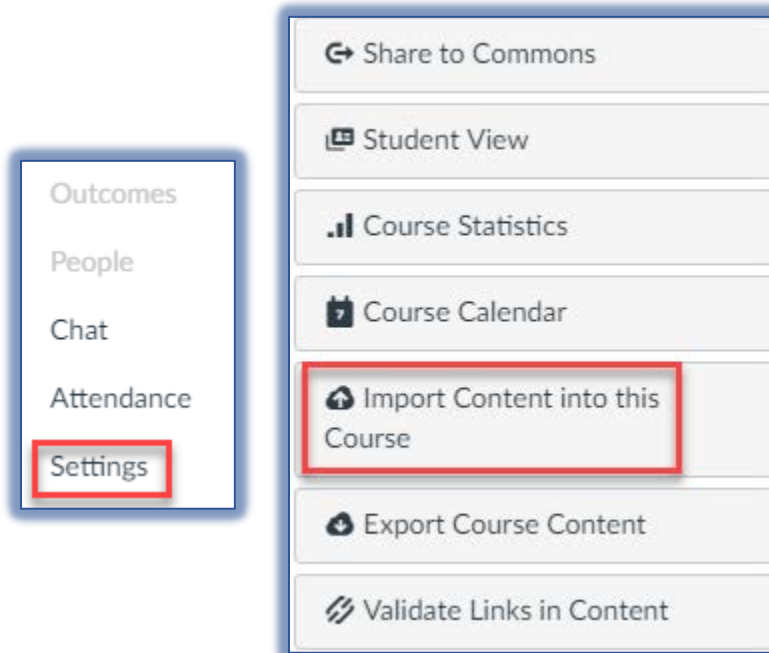 Outcomes
People
Chat
Attendance
Settings
Share to Commons
Student View
Course Statistics
7
Course Calendar
Import Content into this
Course
Export Course Content
Validate Links in Content